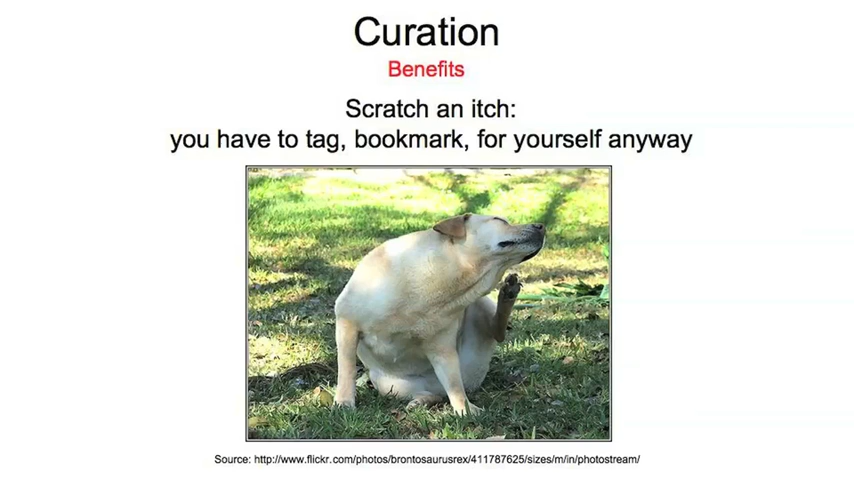 Curation
Benefits
Scratch an itch:
you have to tag, bookmark, for yourself anyway
Source: http://www.flickr.com/photos/brontosaurusrex/411787625/sizes/m/in/photostream/